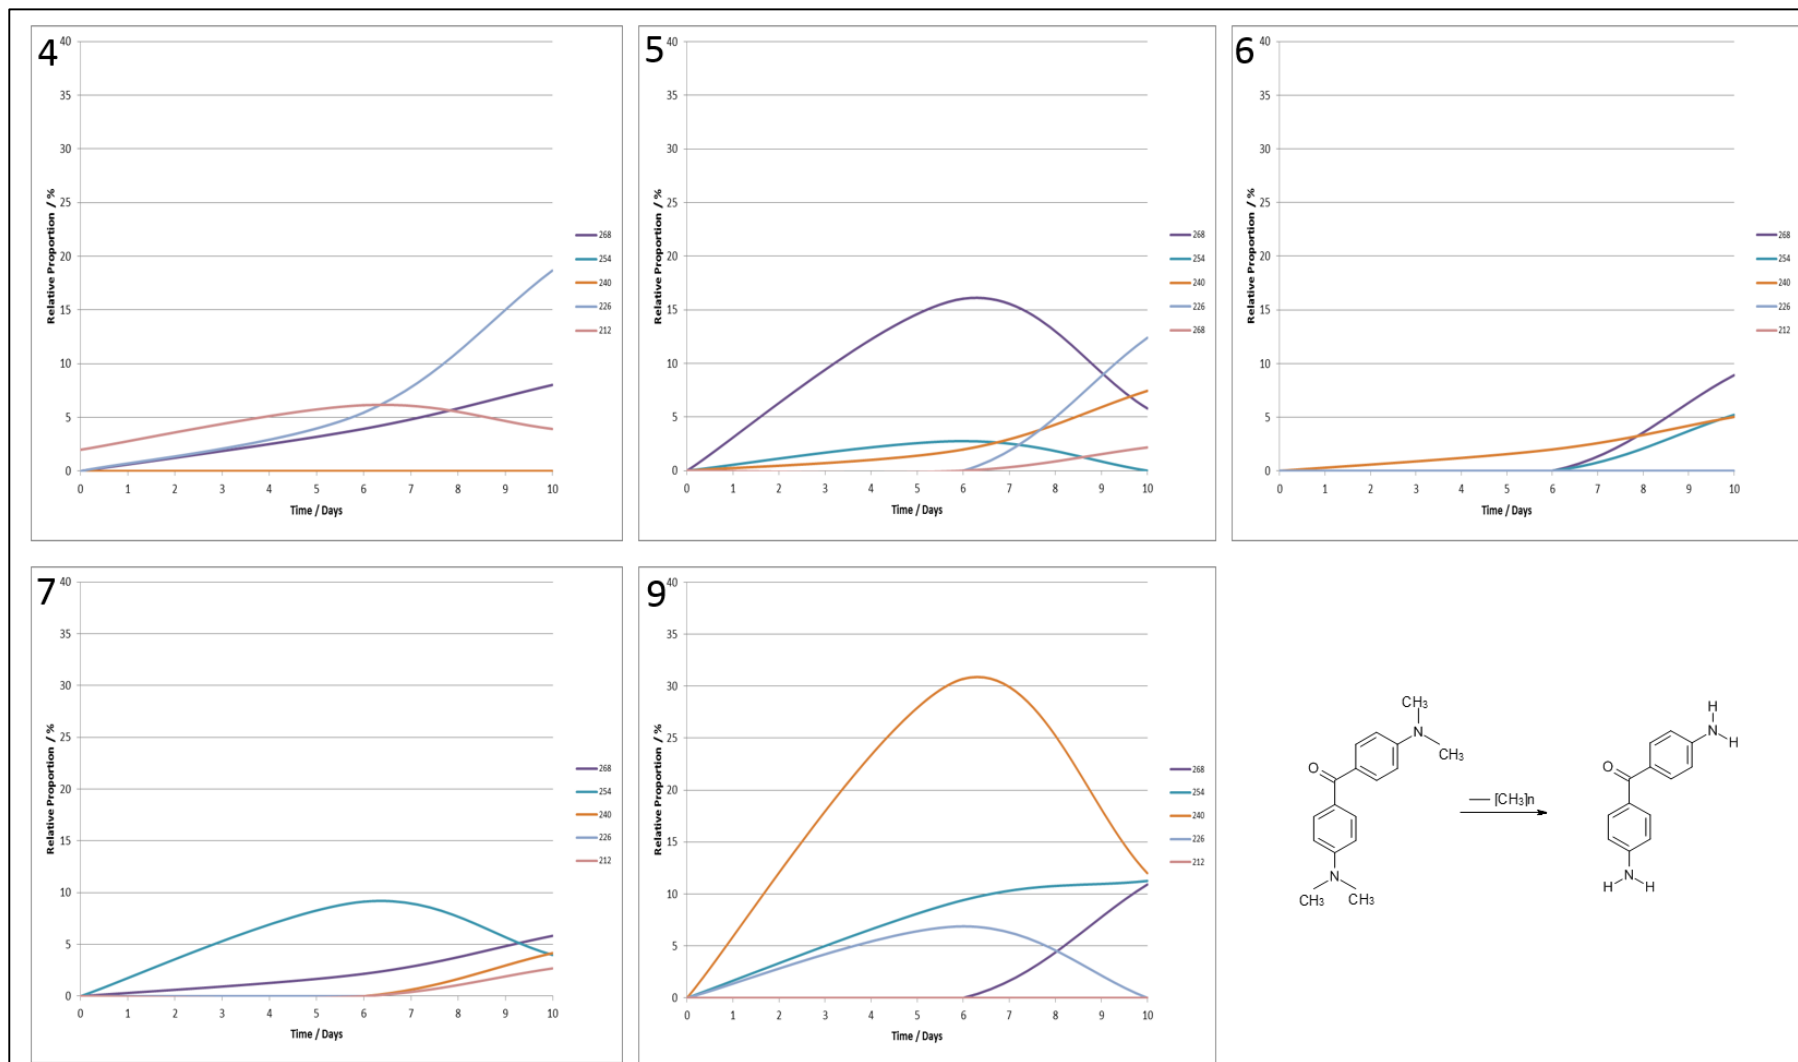 4
40
35
30
25
20
15
10
5
0
Relative Proportion / %
0 1 2 3 4 5 6 7 8 9 10
Time / Days
268
254
240
226
212
5
40
35
30
25
20
15
10
5
0
Relative Proportion / %
0 1 2 3 4 5 6 7 8 9 10
Time / Days
268
254
240
226
268
6
40
35
30
25
20
15
10
5
0
Relative Proportion / %
0 1 2 3 4 5 6 7 8 9 10
Time / Days
268
254
240
226
212
7
40
35
30
25
20
15
10
5
0
Relative Proportion / %
0 1 2 3 4 5 6 7 8 9 10
Time / Days
268
254
240
226
212
9
40
35
30
25
20
15
10
5
0
Relative Proportion / %
0 1 2 3 4 5 6 7 8 9 10
Time / Days
268
254
240
226
212
CH₃
N
CH₃
O
N
CH₃ CH₃
— [CH₃]n
H
N
H
O
N
H H